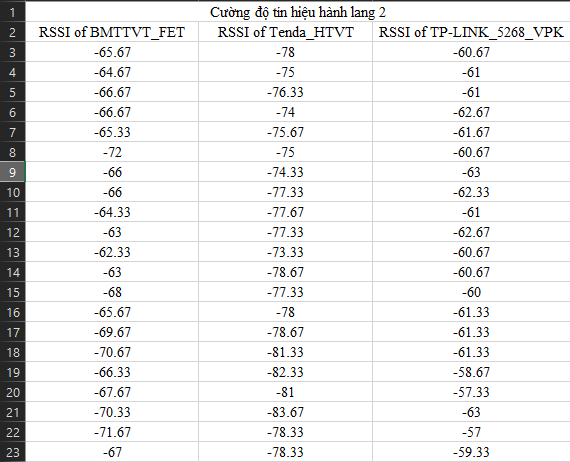 1 Cường độ tín hiệu hành lang 2
2 RSSI of BMTTVT_FET RSSI of Tenda_HTVT RSSI of TP-LINK_5268_VPK
3 -65.67 -78 -60.67
4 -64.67 -75 -61
5 -66.67 -76.33 -61
6 -66.67 -74 -62.67
7 -65.33 -75.67 -61.67
8 -72 -75 -60.67
9 -66 -74.33 -63
10 -66 -77.33 -62.33
11 -64.33 -77.67 -61
12 -63 -77.33 -62.67
13 -62.33 -73.33 -60.67
14 -63 -78.67 -60.67
15 -68 -77.33 -60
16 -65.67 -78 -61.33
17 -69.67 -78.67 -61.33
18 -70.67 -81.33 -61.33
19 -66.33 -82.33 -58.67
20 -67.67 -81 -57.33
21 -70.33 -83.67 -63
22 -71.67 -78.33 -57
23 -67 -78.33 -59.33